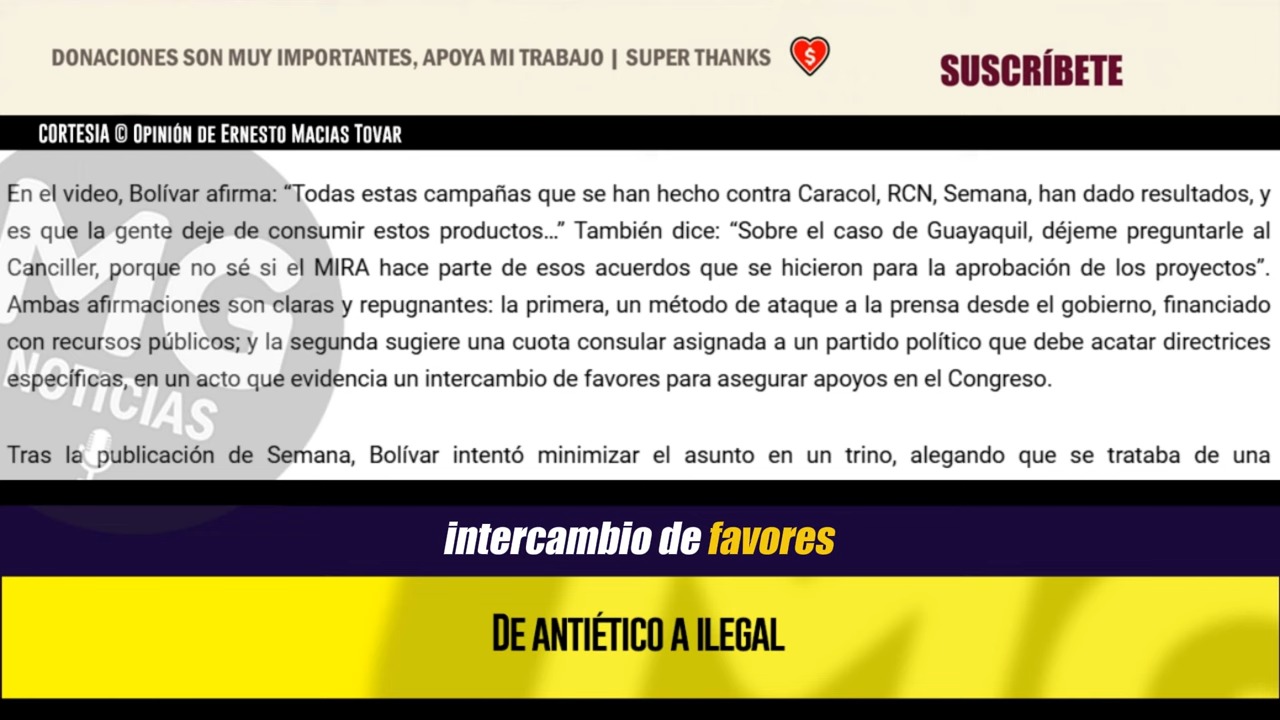 DONACIONES SON MUY IMPORTANTES, APOYA MI TRABAJO | SUPER THANKS $
SUSCRÍBETE
CORTESIA © OPINIÓN DE ERNESTO MACIAS TOVAR
En el video, Bolívar afirma: “Todas estas campañas que se han hecho contra Caracol, RCN, Semana, han dado resultados, y
es que la gente deje de consumir estos productos...” También dice: “Sobre el caso de Guayaquil, déjeme preguntarle al
Canciller, porque no sé si el MIRA hace parte de esos acuerdos que se hicieron para la aprobación de los proyectos”.
Ambas afirmaciones son claras y repugnantes: la primera, un método de ataque a la prensa desde el gobierno, financiado
con recursos públicos; y la segunda sugiere una cuota consular asignada a un partido político que debe acatar directrices
específicas, en un acto que evidencia un intercambio de favores para asegurar apoyos en el Congreso.
Tras la publicación de Semana, Bolívar intentó minimizar el asunto en un trino, alegando que se trataba de una
MG
NOTICIAS
intercambio de favores
DE ANTIÉTICO A ILEGAL